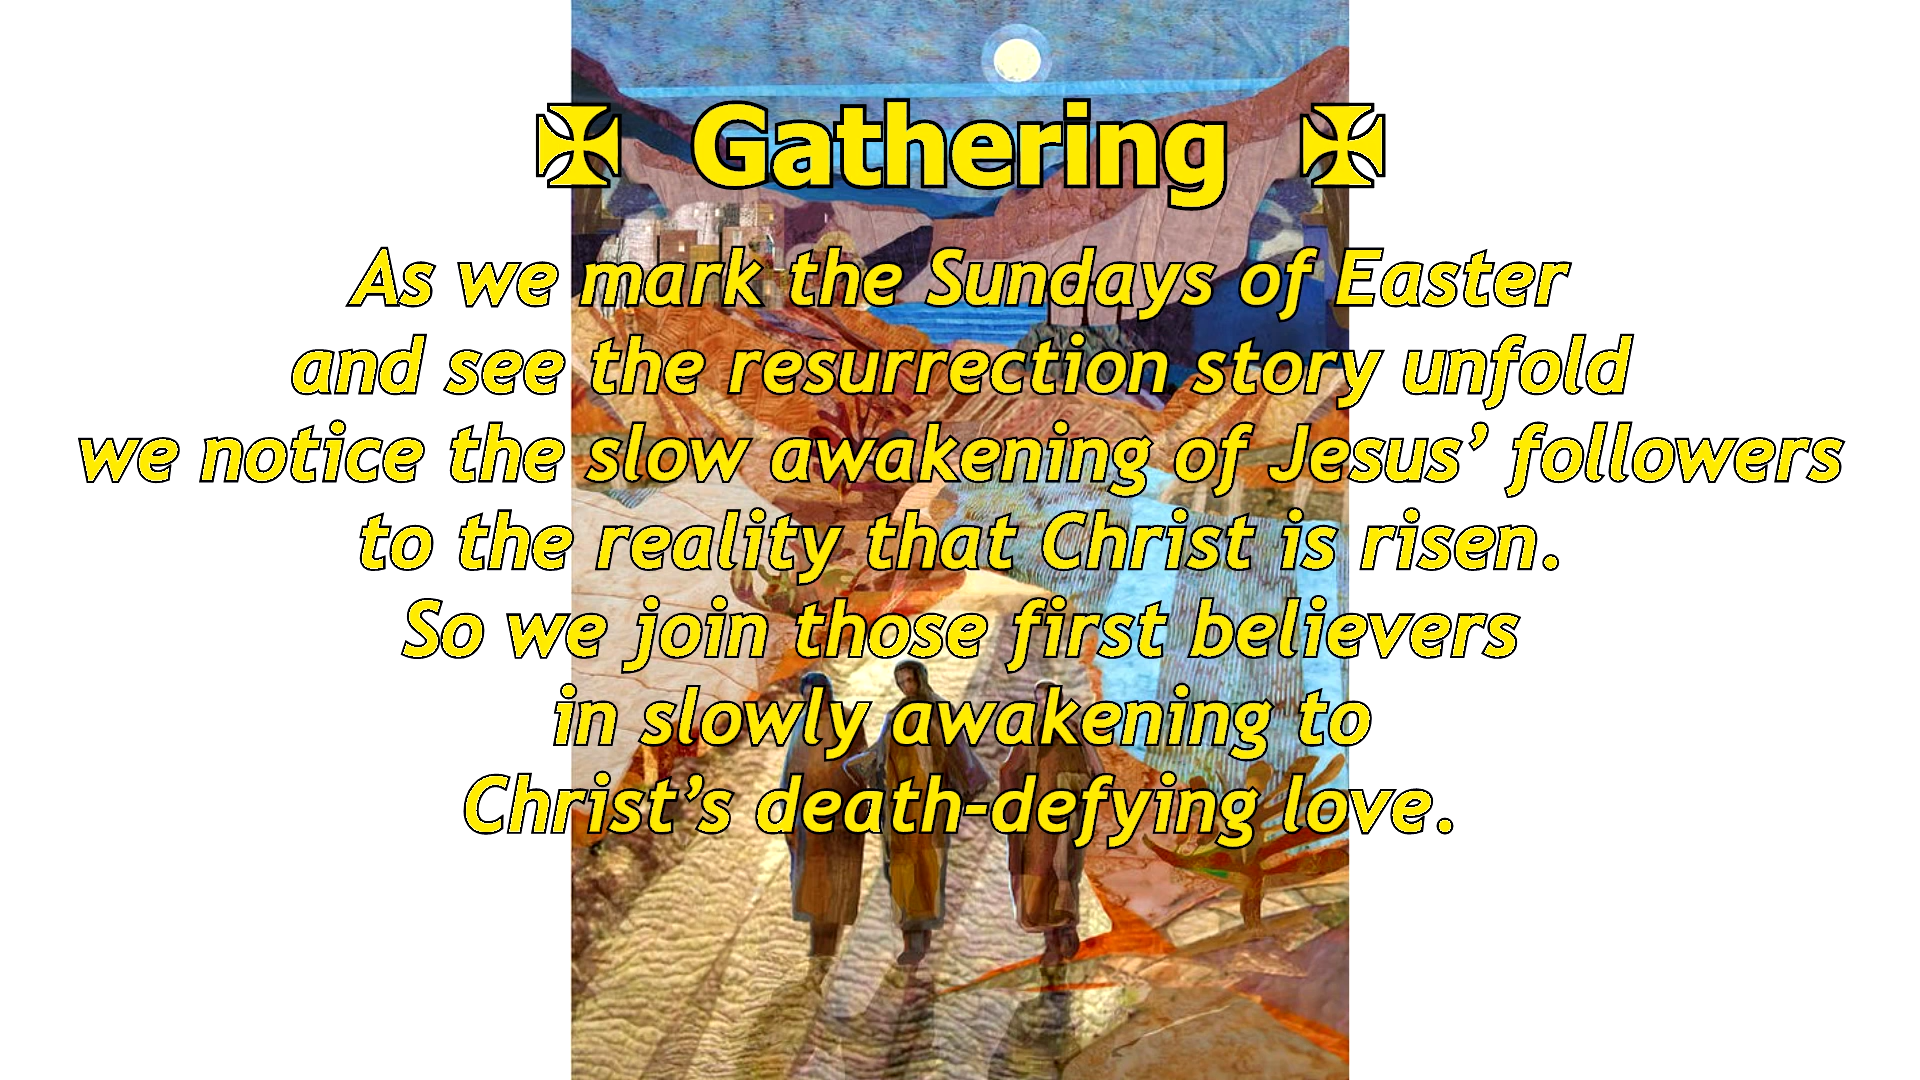 ✠ Gathering ✠
As we mark the Sundays of Easter
and see the resurrection story unfold
we notice the slow awakening of Jesus’ followers
to the reality that Christ is risen.
So we join those first believers
in slowly awakening to
Christ’s death-defying love.